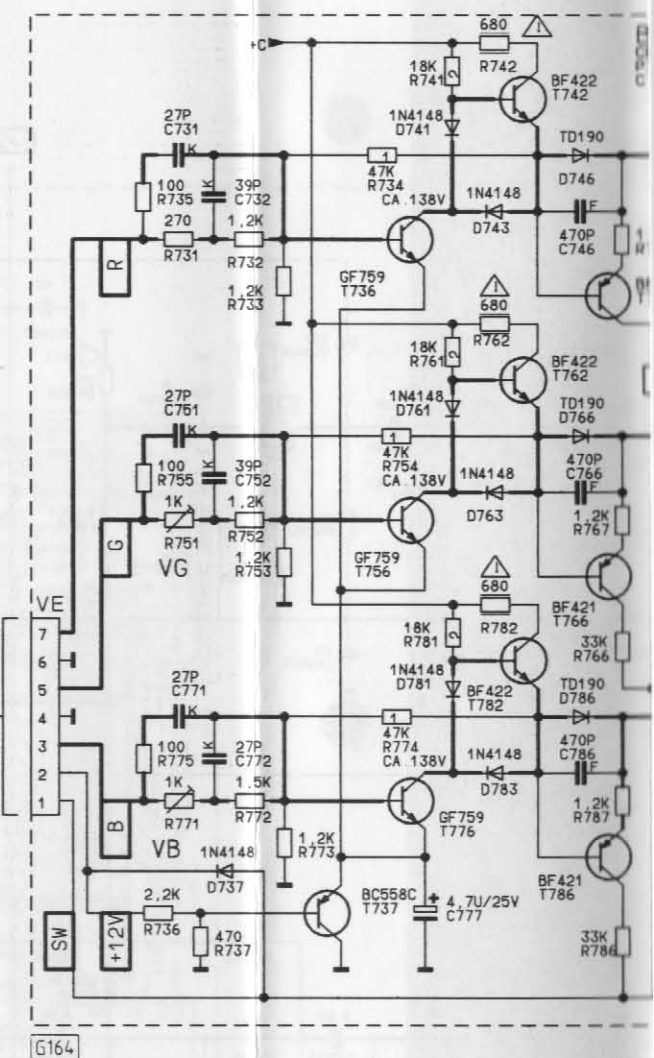 680
+C
18K
R741
2
R742
BF422
T742
27P
C731
1N4148
D741
TD190
D746
1
47K
R734
CA.138V
1N4148
D743
100
R735
39P
C732
270
R731
1,2K
R732
470P
C746
F
K
K
R
1,2K
R733
GF759
T736
680
R762
18K
R761
2
BF422
T762
27P
C751
1N4148
D761
TD190
D766
1
47K
R754
CA.138V
1N4148
D763
470P
C766
F
100
R755
39P
C752
1K
R751
1,2K
R752
K
K
1,2K
R767
G
VG
1,2K
R753
GF759
T756
680
R782
BF421
T766
33K
R766
VE
7
6
5
4
3
2
1
18K
R781
2
27P
C771
1N4148
D781
BF422
T782
TD190
D786
1
47K
R774
CA.138V
1N4148
D783
470P
C786
F
100
R775
27P
C772
1K
R771
1.5K
R772
K
K
1,2K
R787
B
VB
1,2K
R773
GF759
T776
1N4148
D737
BF421
T786
2,2K
R736
470
R737
BC558C
T737
+
4,7U/25V
C777
33K
R786
SW
+12V
G164